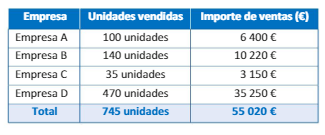 Empresa Unidades vendidas Importe de ventas (€)
Empresa A 100 unidades 6 400 €
Empresa B 140 unidades 10 220 €
Empresa C 35 unidades 3 150 €
Empresa D 470 unidades 35 250 €
Total 745 unidades 55 020 €